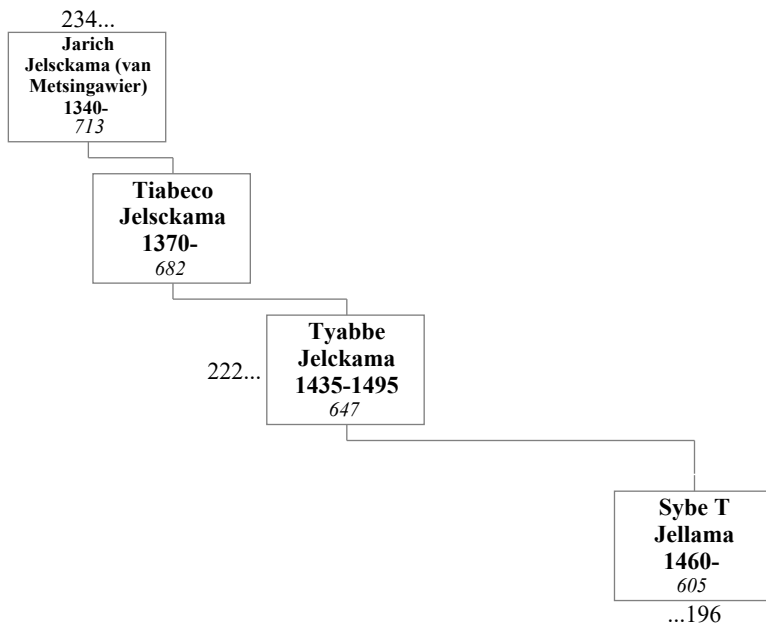 234...
Jarich
Jelsckama (van
Metsingawier)
1340-
713
Tiabeco
Jelsckama
1370-
682
222...
Tyabbe
Jelckama
1435-1495
647
Sybe T
Jellama
1460-
605
...196